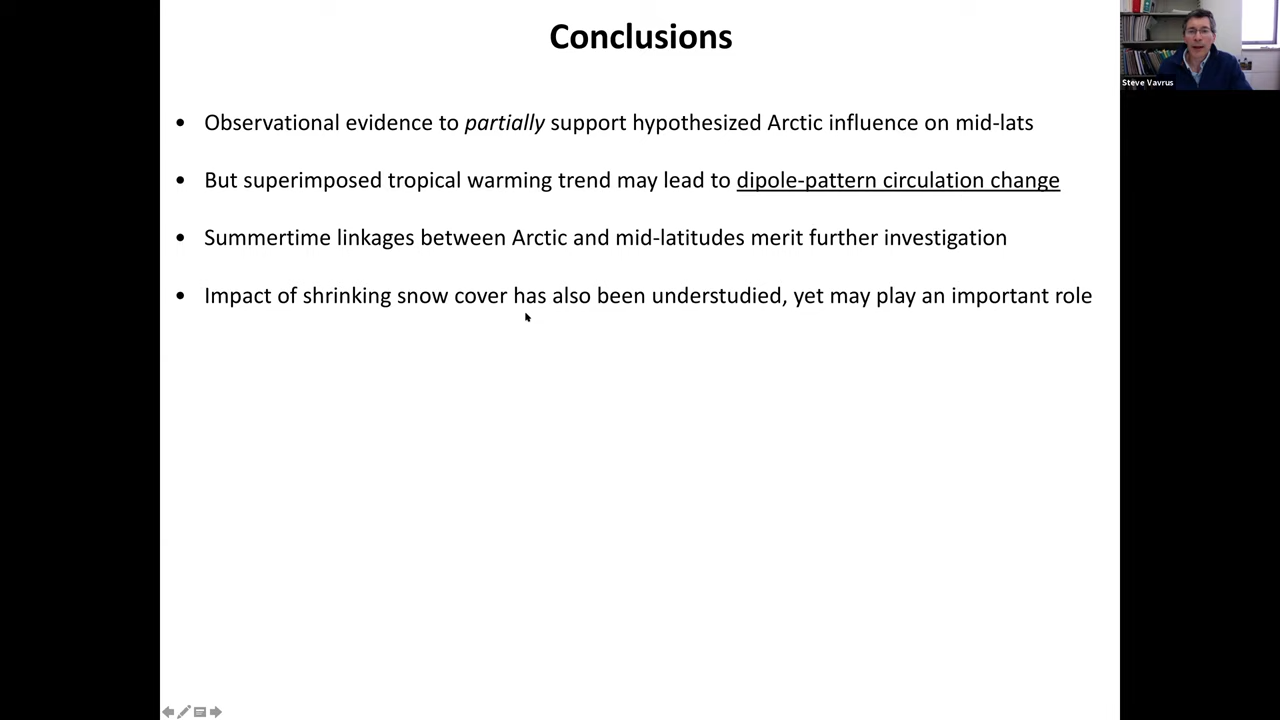 Conclusions
Steve Vavrus
• Observational evidence to partially support hypothesized Arctic influence on mid-lats
• But superimposed tropical warming trend may lead to dipole-pattern circulation change
• Summertime linkages between Arctic and mid-latitudes merit further investigation
• Impact of shrinking snow cover has also been understudied, yet may play an important role